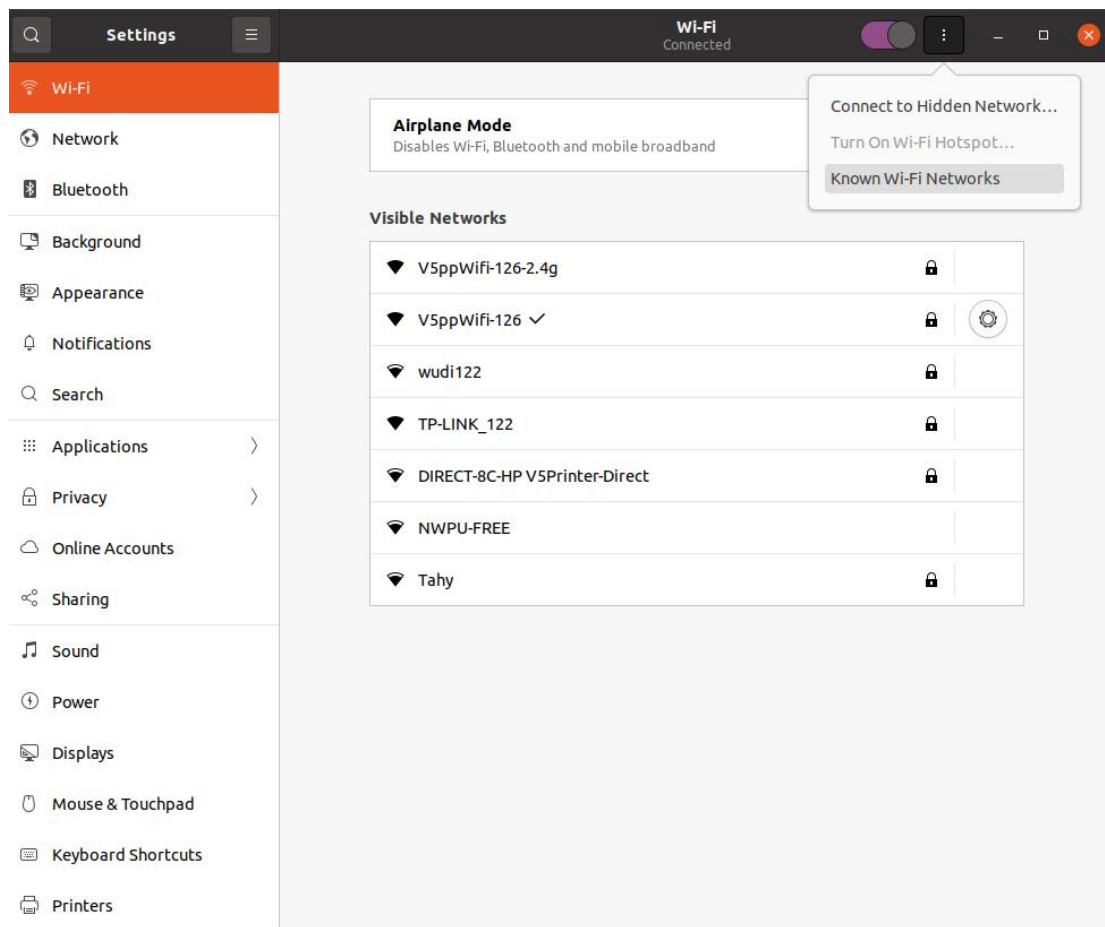 Settings
Wi-Fi
Connected
Wi-Fi
Network
Bluetooth
Background
Appearance
Notifications
Search
Applications
Privacy
Online Accounts
Sharing
Sound
Power
Displays
Mouse & Touchpad
Keyboard Shortcuts
Printers
Connect to Hidden Network...
Turn On Wi-Fi Hotspot...
Known Wi-Fi Networks
Airplane Mode
Disables Wi-Fi, Bluetooth and mobile broadband
Visible Networks
V5ppWifi-126-2.4g
V5ppWifi-126
wudi122
TP-LINK_122
DIRECT-8C-HP V5Printer-Direct
NWPU-FREE
Tahy